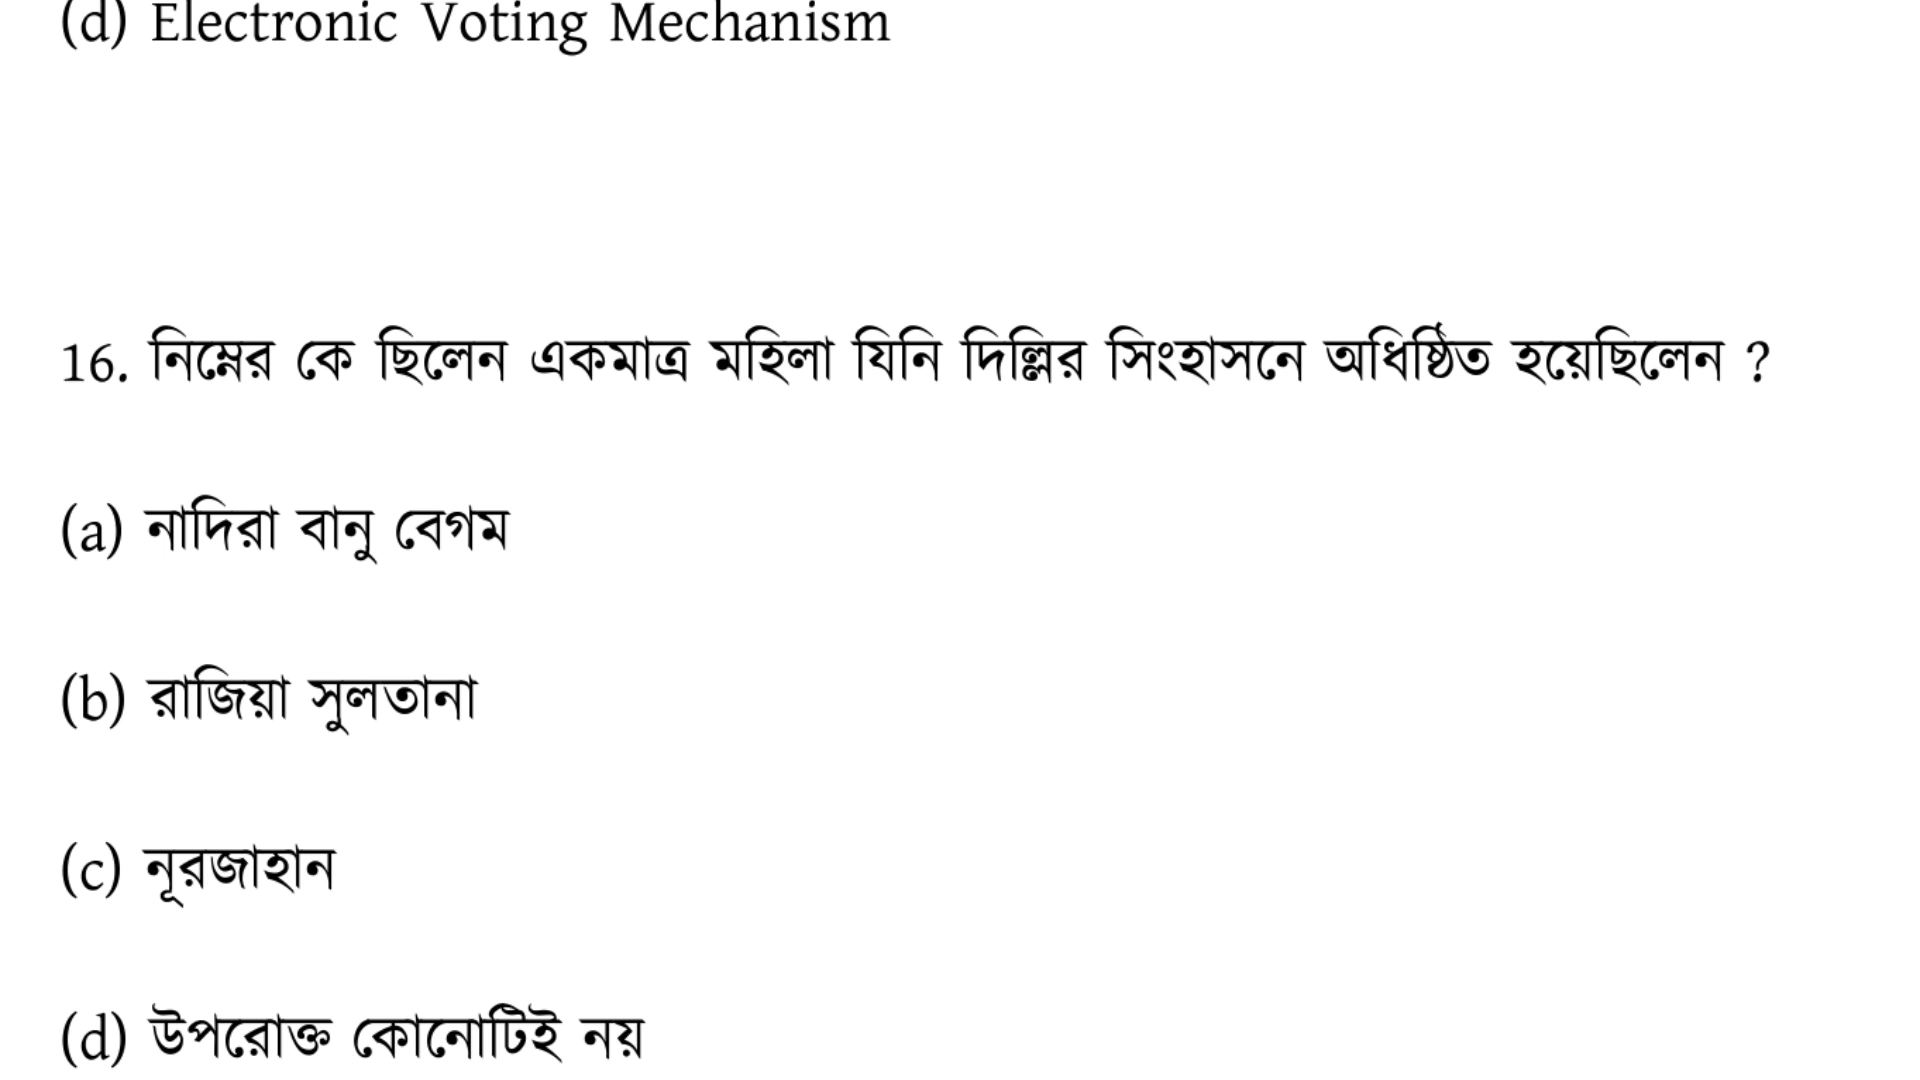 (d) Electronic Voting Mechanism
16. নিম্নের কে ছিলেন একমাত্র মহিলা যিনি দিল্লির সিংহাসনে অধিষ্ঠিত হয়েছিলেন ?
(a) নাদিরা বানু বেগম
(b) রাজিয়া সুলতানা
(c) নূরজাহান
(d) উপরোক্ত কোনোটিই নয়